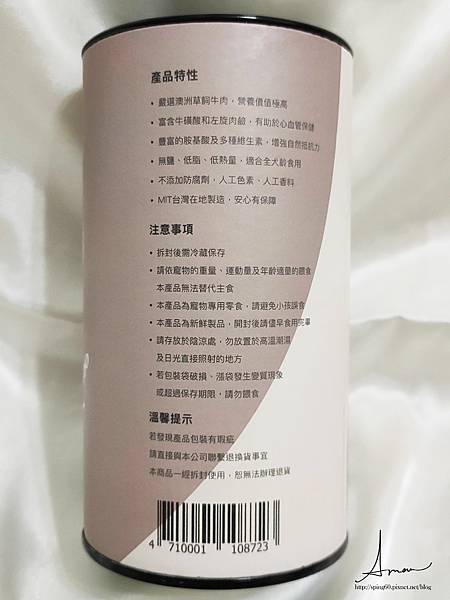 產品特性
• 嚴選澳洲草飼牛肉，營養價值極高
• 富含牛磺酸和左旋肉鹼，有助於心血管保健
• 豐富的胺基酸及多種維生素，增強自然抵抗力
• 無鹽、低脂、低熱量，適合全犬齡食用
• 不添加防腐劑，人工色素、人工香料
• MIT台灣在地製造，安心有保障
注意事項
• 拆封後需冷藏保存
• 請依寵物的重量、運動量及年齡適量的餵食
本產品無法替代主食
• 本產品為寵物專用零食，請避免小孩誤食
• 本產品為新鮮製品，開封後請儘早食用完畢
• 請存放於陰涼處，勿放置於高溫潮濕
及日光直接照射的地方
• 若包裝袋破損、漲袋發生變質現象
或超過保存期限，請勿餵食
溫馨提示
若發現產品包裝有瑕疵
請直接與本公司聯繫退換貨事宜
本商品一經拆封使用，恕無法辦理退貨
4 710001 108723
http://sping60.pixnet.net/blog